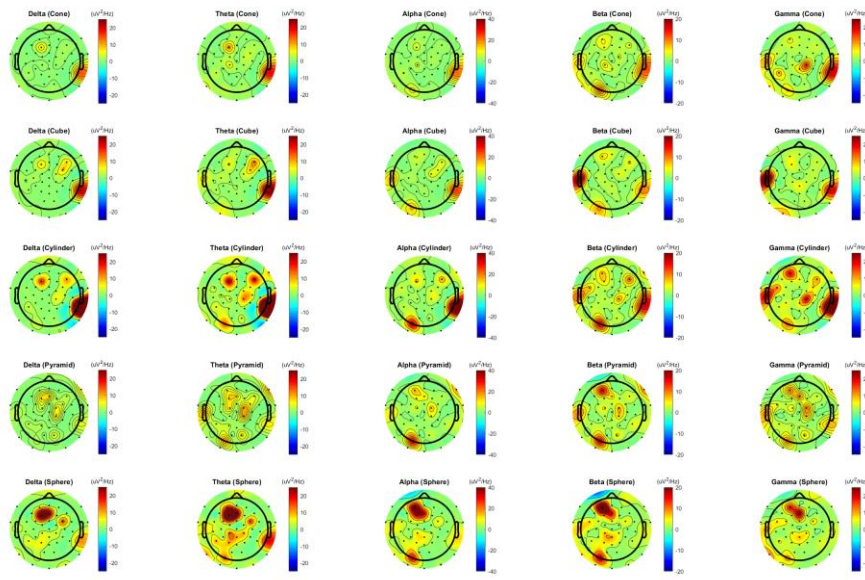 Delta (Cone) (uV²/Hz) Theta (Cone) (uV²/Hz) Alpha (Cone) (uV²/Hz) Beta (Cone) (uV²/Hz) Gamma (Cone) (uV²/Hz)
40 20
20 20
10 10 20 10
0 0 0 0
-10 -10 -20 -10
-20 -20
-40 -20
Delta (Cube) (uV²/Hz) Theta (Cube) (uV²/Hz) Alpha (Cube) (uV²/Hz) Beta (Cube) (uV²/Hz) Gamma (Cube) (uV²/Hz)
40 20
20 20
10 10 20 10
0 0 0 0
-10 -10 -20 -10
-20 -20
-40 -20
Delta (Cylinder) (uV²/Hz) Theta (Cylinder) (uV²/Hz) Alpha (Cylinder) (uV²/Hz) Beta (Cylinder) (uV²/Hz) Gamma (Cylinder) (uV²/Hz)
40 20
20 20
10 10 20 10
0 0 0 0
-10 -10 -20 -10
-20 -20
-40 -20
Delta (Pyramid) (uV²/Hz) Theta (Pyramid) (uV²/Hz) Alpha (Pyramid) (uV²/Hz) Beta (Pyramid) (uV²/Hz) Gamma (Pyramid) (uV²/Hz)
40 20
20 20
10 10 20 10
0 0 0 0
-10 -10 -20 -10
-20 -20
-40 -20
Delta (Sphere) (uV²/Hz) Theta (Sphere) (uV²/Hz) Alpha (Sphere) (uV²/Hz) Beta (Sphere) (uV²/Hz) Gamma (Sphere) (uV²/Hz)
40 20
20 20
10 10 20 10
0 0 0 0
-10 -10 -20 -10
-20 -20
-40 -20